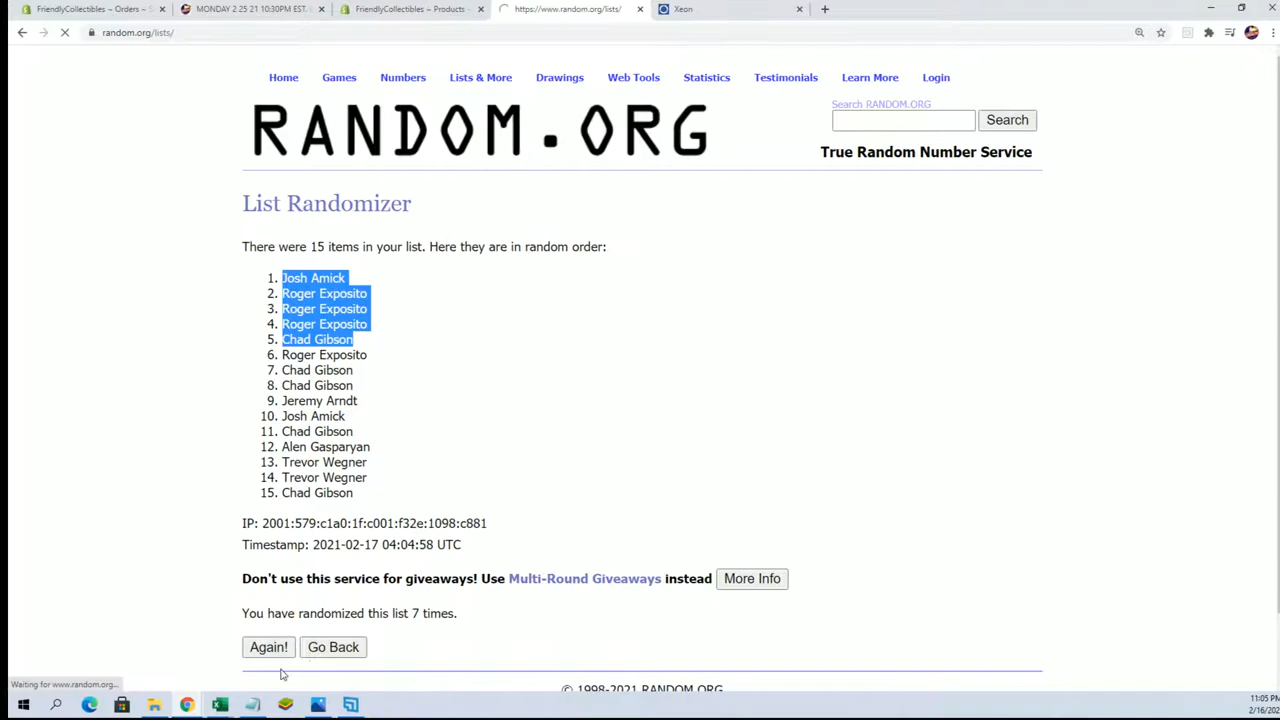 FriendlyCollectibles ~ Orders ~ S
MONDAY 2 25 21 10:30PM EST.
FriendlyCollectibles ~ Products ~
https://www.random.org/lists/
Xeon
random.org/lists/
Home Games Numbers Lists & More Drawings Web Tools Statistics Testimonials Learn More Login
RANDOM.ORG
Search RANDOM.ORG
Search
True Random Number Service
List Randomizer
There were 15 items in your list. Here they are in random order:
1. Josh Amick
2. Roger Exposito
3. Roger Exposito
4. Roger Exposito
5. Chad Gibson
6. Roger Exposito
7. Chad Gibson
8. Chad Gibson
9. Jeremy Arndt
10. Josh Amick
11. Chad Gibson
12. Alen Gasparyan
13. Trevor Wegner
14. Trevor Wegner
15. Chad Gibson
IP: 2001:579:c1a0:1f:c001:f32e:1098:c881
Timestamp: 2021-02-17 04:04:58 UTC
Don't use this service for giveaways! Use Multi-Round Giveaways instead More Info
You have randomized this list 7 times.
Again! Go Back
Waiting for www.random.org...
© 1998-2021 RANDOM.ORG
11:05 P
2/16/202